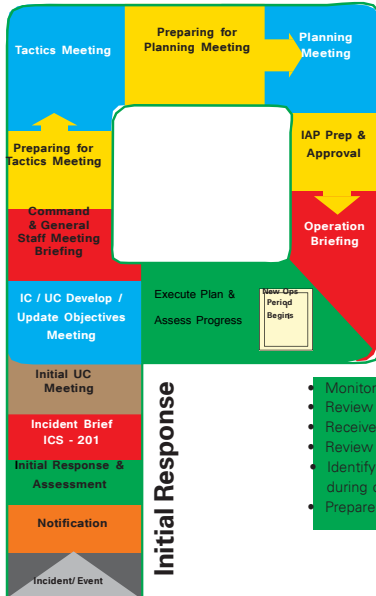 Tactics Meeting
Preparing for
Planning Meeting
Planning
Meeting
Preparing for
Tactics Meeting
IAP Prep &
Approval
Command
& General
Staff Meeting
Briefing
Operation
Briefing
IC / UC Develop /
Update Objectives
Meeting
Execute Plan &
Assess Progress
New Ops
Period
Begins
Initial UC
Meeting
Incident Brief
ICS - 201
Initial Response &
Assessment
Notification
Incident/ Event
Initial Response
• Monitor
• Review
• Receive
• Review
• Identify
during
• Prepare